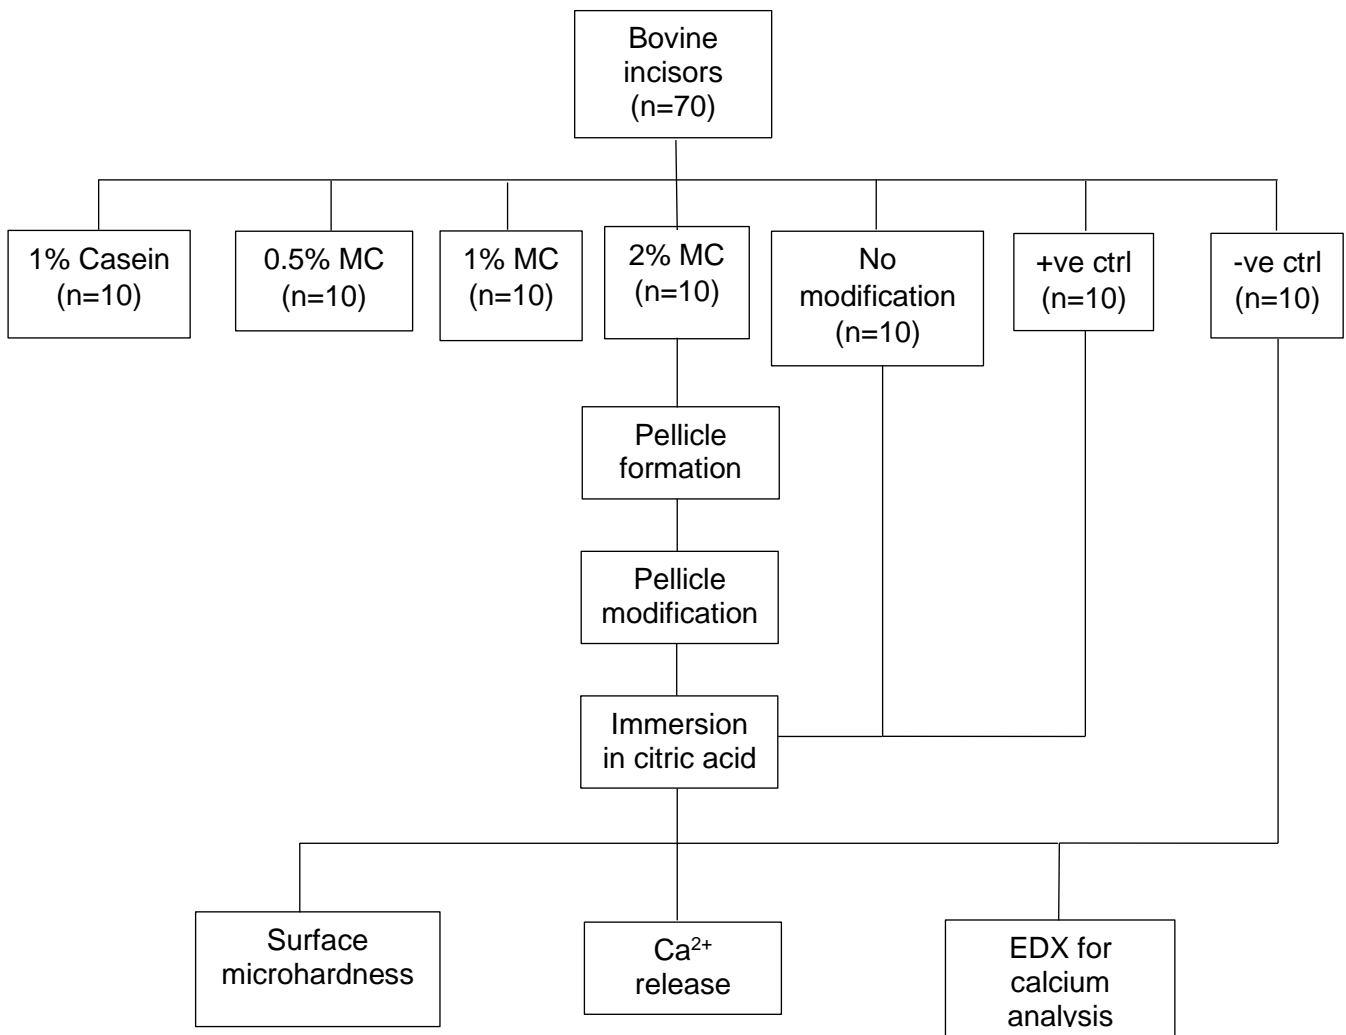 Bovine
incisors
(n=70)
1% Casein
(n=10)
0.5% MC
(n=10)
1% MC
(n=10)
2% MC
(n=10)
No
modification
(n=10)
+ve ctrl
(n=10)
-ve ctrl
(n=10)
Pellicle
formation
Pellicle
modification
Immersion
in citric acid
Surface
microhardness
Ca²⁺
release
EDX for
calcium
analysis